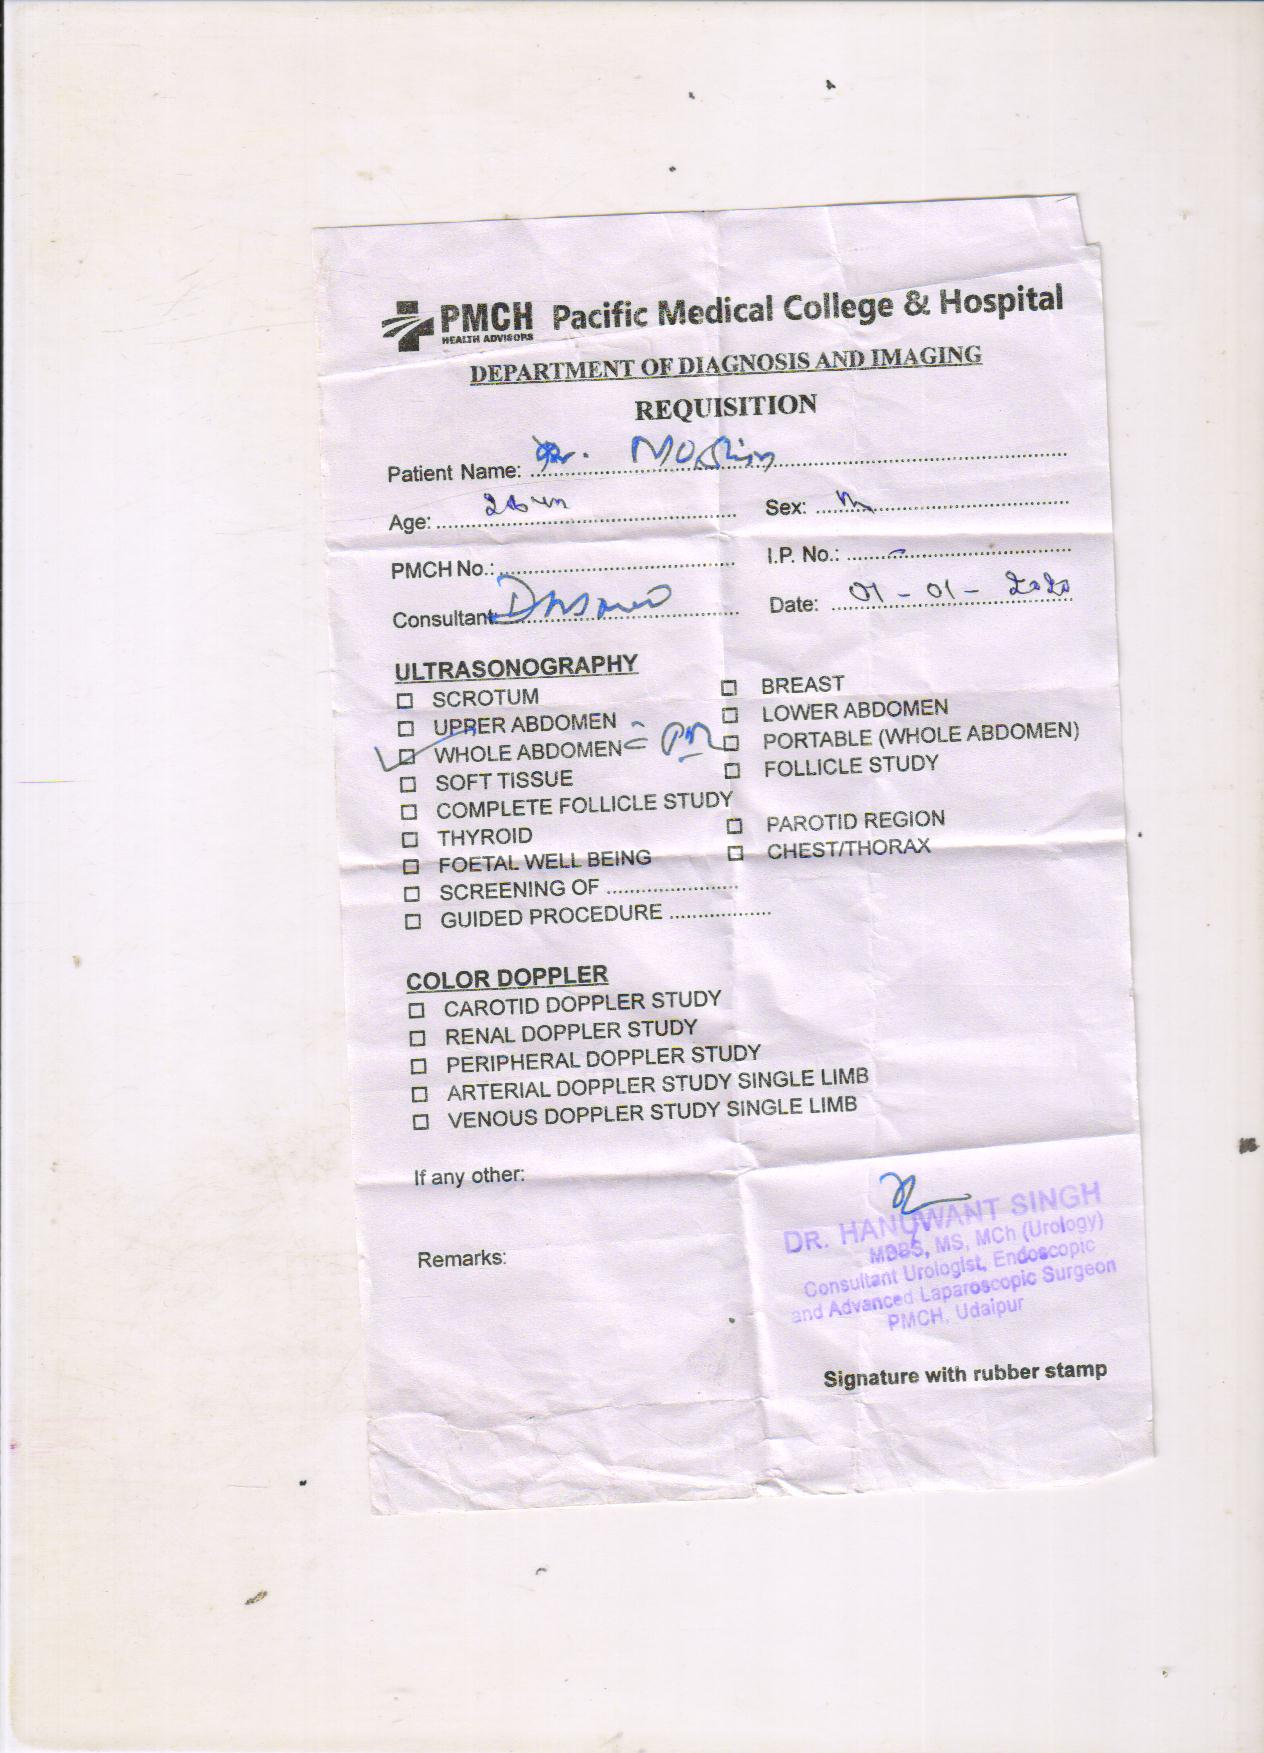 PMCH Pacific Medical College & Hospital
HEALTH ADVISORS
DEPARTMENT OF DIAGNOSIS AND IMAGING
REQUISITION
Patient Name:
Age: Sex: M
PMCH No.: I.P. No.:
Consultant Date: 01-01-2020
ULTRASONOGRAPHY
SCROTUM
BREAST
UPPER ABDOMEN
LOWER ABDOMEN
WHOLE ABDOMEN
PORTABLE (WHOLE ABDOMEN)
SOFT TISSUE
FOLLICLE STUDY
COMPLETE FOLLICLE STUDY
THYROID
PAROTID REGION
FOETAL WELL BEING
CHEST/THORAX
SCREENING OF ......................
GUIDED PROCEDURE .................
COLOR DOPPLER
CAROTID DOPPLER STUDY
RENAL DOPPLER STUDY
PERIPHERAL DOPPLER STUDY
ARTERIAL DOPPLER STUDY SINGLE LIMB
VENOUS DOPPLER STUDY SINGLE LIMB
If any other:
Remarks:
DR. HANUWANT SINGH
MBBS, MS, MCh (Urology)
Consultant Urologist, Endoscopic
and Advanced Laparoscopic Surgeon
PMCH, Udaipur
Signature with rubber stamp